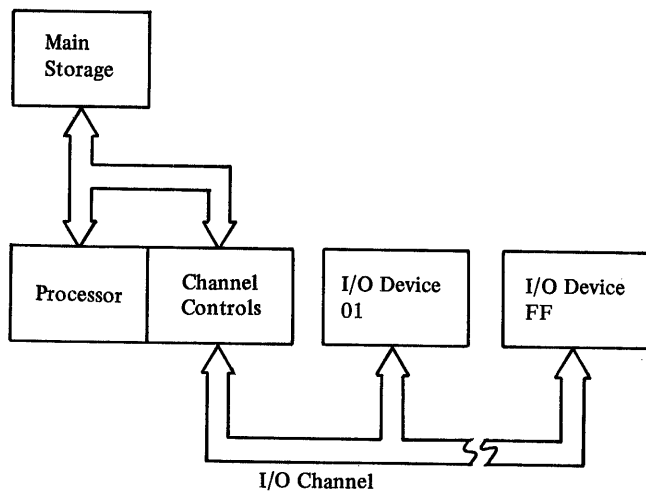 Main
Storage
Processor
Channel
Controls
I/O Device
01
I/O Device
FF
I/O Channel